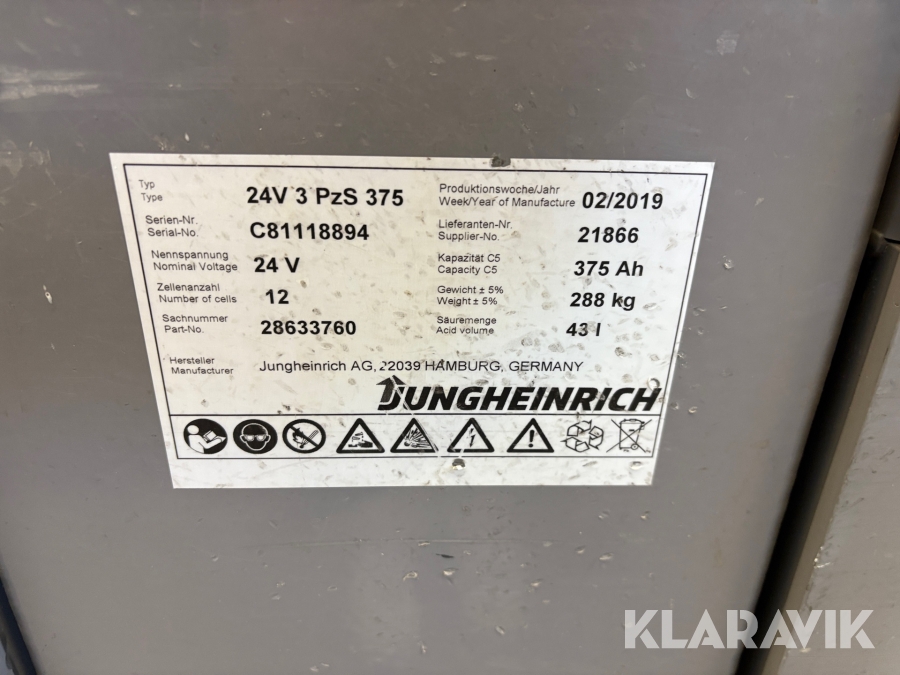 Typ
Type
24V 3 PzS 375
Produktionswoche/Jahr
Week/Year of Manufacture
02/2019
Serien-Nr.
Serial-No.
C81118894
Lieferanten-Nr.
Supplier-No.
21866
Nennspannung
Nominal Voltage
24 V
Kapazität C5
Capacity C5
375 Ah
Zellenanzahl
Number of cells
12
Gewicht ± 5%
Weight ± 5%
288 kg
Sachnummer
Part-No.
28633760
Säuremenge
Acid volume
43 l
Hersteller
Manufacturer
Jungheinrich AG, 22039 HAMBURG, GERMANY
JUNGHEINRICH
KLARAVIK